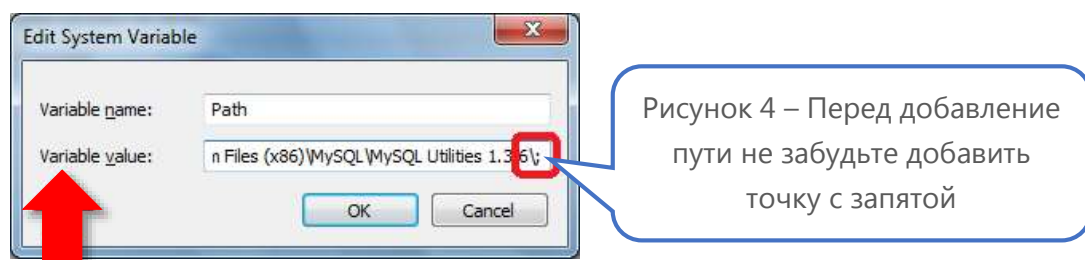 Edit System Variable
Variable name: Path
Variable value: n Files (x86)\MySQL\MySQL Utilities 1.3.6\;
OK Cancel
Рисунок 4 – Перед добавление
пути не забудьте добавить
точку с запятой